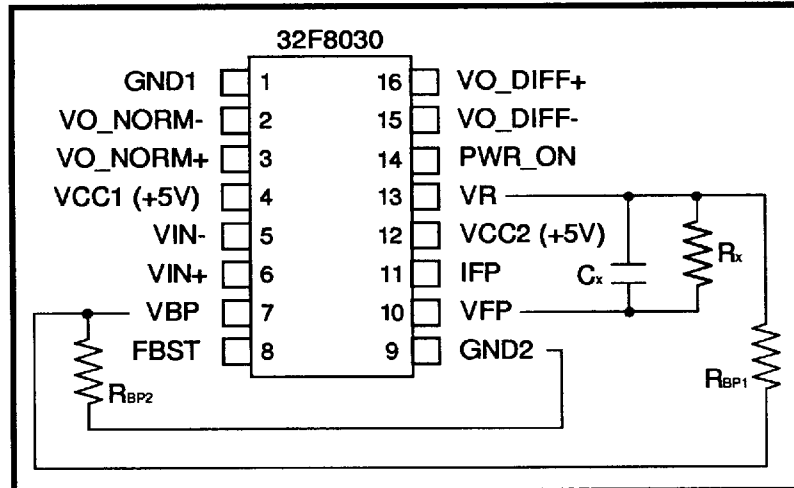 32F8030
GND1 1 16 VO_DIFF+
VO_NORM- 2 15 VO_DIFF-
VO_NORM+ 3 14 PWR_ON
VCC1 (+5V) 4 13 VR
VIN- 5 12 VCC2 (+5V)
VIN+ 6 11 IFP
VBP 7 10 VFP
FBST 8 9 GND2
Cx
Rx
RBP2
RBP1